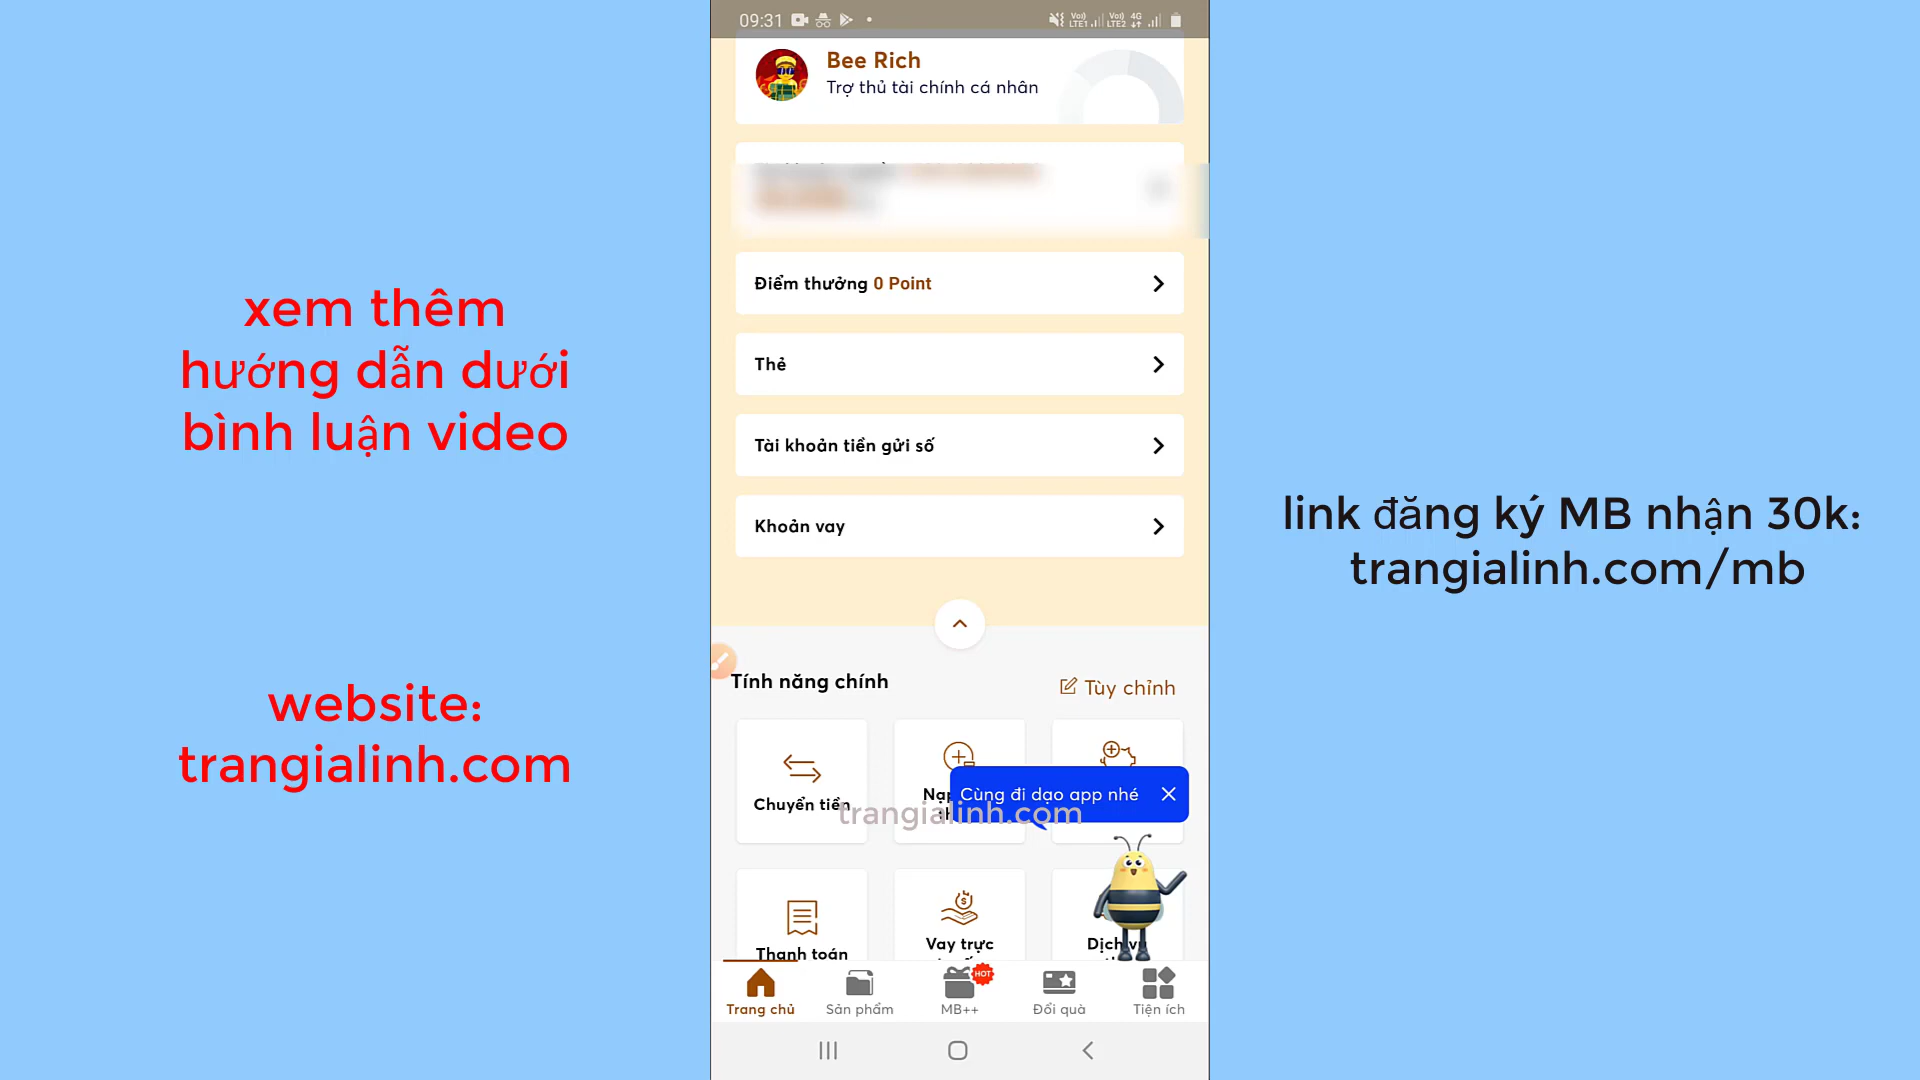 09:31
Bee Rich
Trợ thủ tài chính cá nhân
Điểm thưởng 0 Point
Thẻ
Tài khoản tiền gửi số
Khoản vay
Tính năng chính
Tùy chỉnh
Chuyển tiền
Cùng đi dạo app nhé
trangialinh.com
Thanh toán
Vay trực
Dịch vụ
HOT
Trang chủ
Sản phẩm
MB++
Đổi quà
Tiện ích
xem thêm
hướng dẫn dưới
bình luận video
website:
trangialinh.com
link đăng ký MB nhận 30k:
trangialinh.com/mb